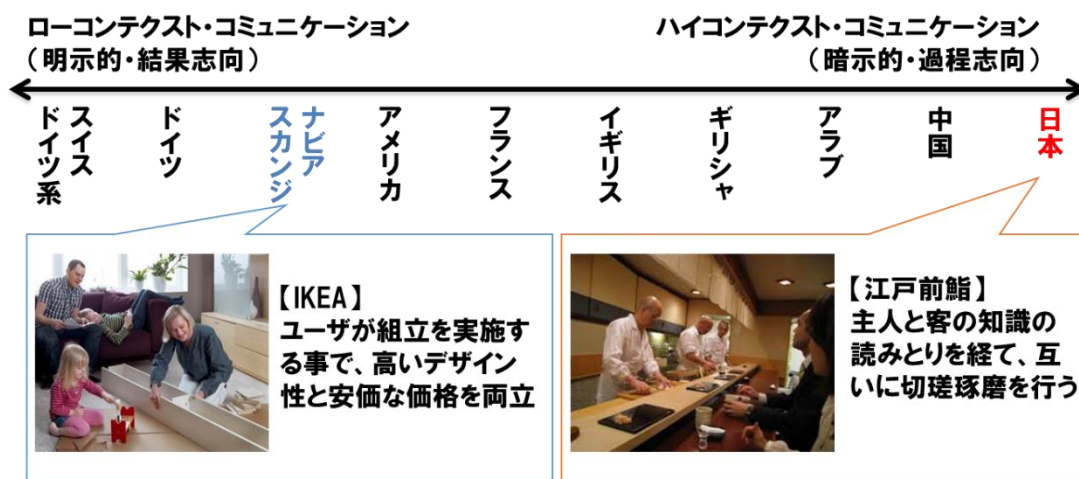 ローコンテクスト・コミュニケーション
（明示的・結果志向）
ハイコンテクスト・コミュニケーション
（暗示的・過程志向）
スイス
ドイツ系
ドイツ
スカンジ
ナビア
アメリカ
フランス
イギリス
ギリシャ
アラブ
中国
日本
【IKEA】
ユーザが組立を実施す
る事で、高いデザイン
性と安価な価格を両立
【江戸前鮨】
主人と客の知識の
読みとりを経て、互
いに切瑳琢磨を行う